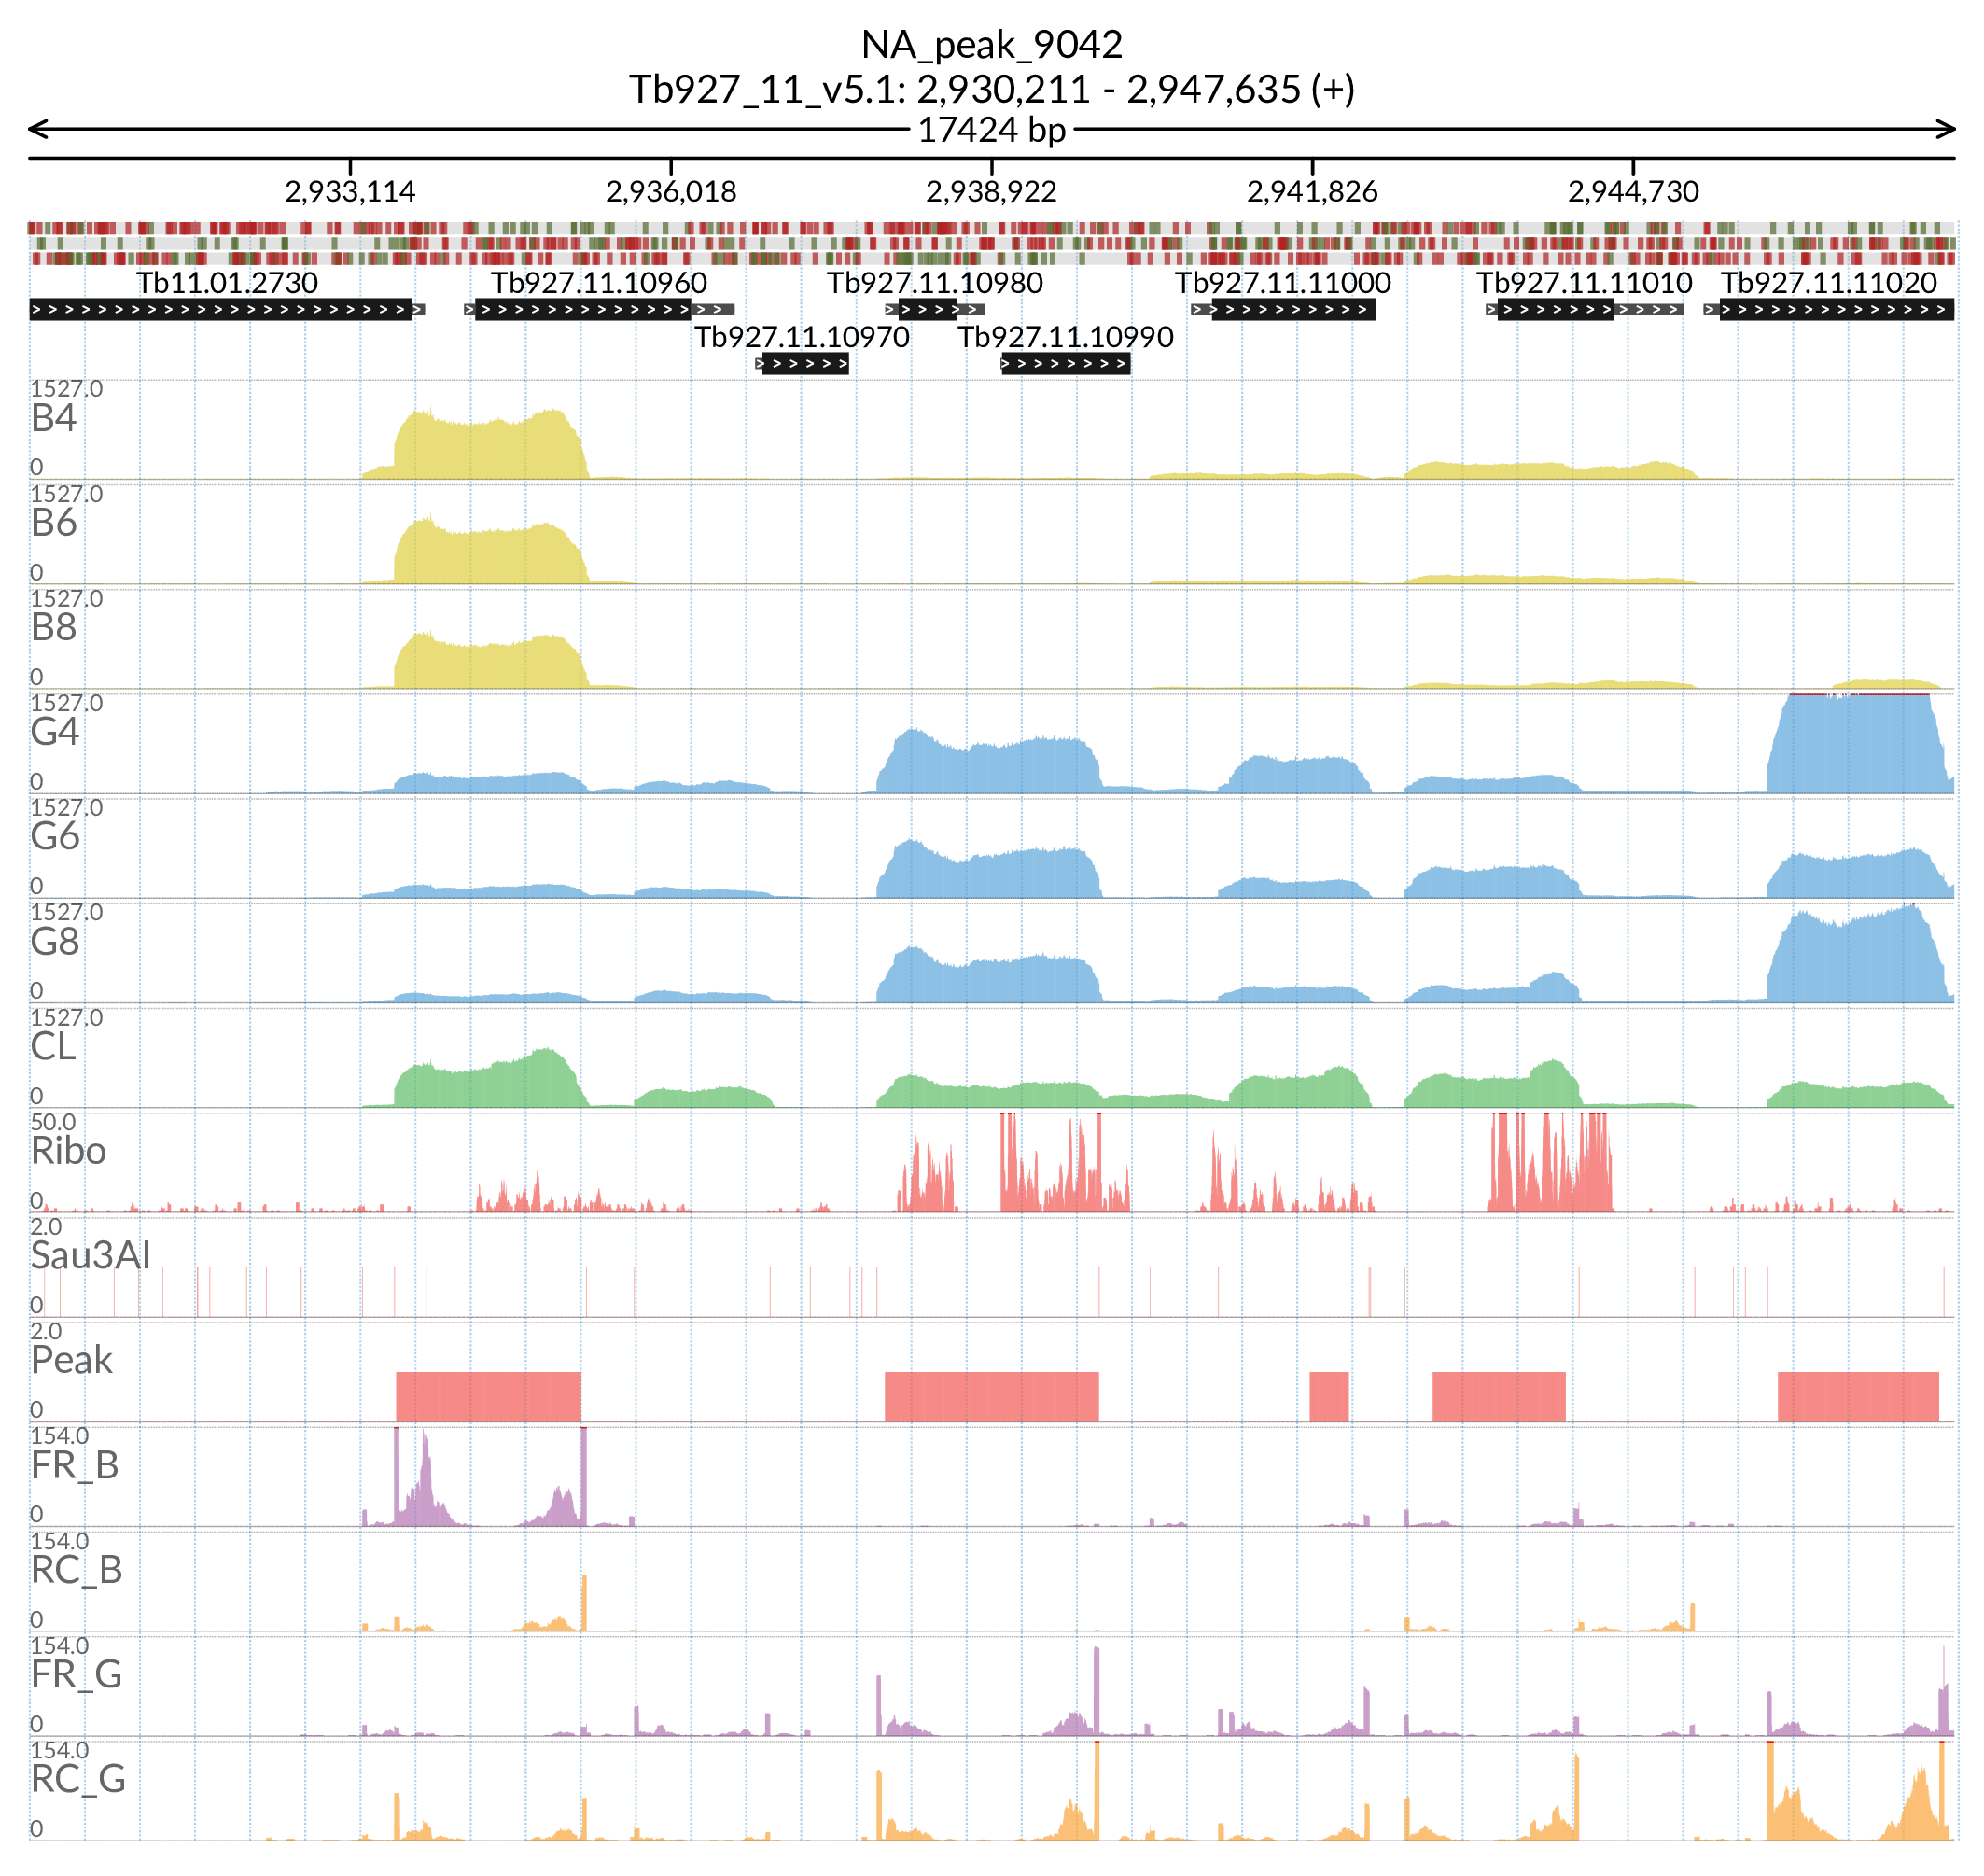 NA_peak_9042
Tb927_11_v5.1: 2,930,211 - 2,947,635 (+)
17424 bp
2,933,114 2,936,018 2,938,922 2,941,826 2,944,730
Tb11.01.2730 Tb927.11.10960 Tb927.11.10980 Tb927.11.11000 Tb927.11.11010 Tb927.11.11020
Tb927.11.10970 Tb927.11.10990
1527.0
B4
0
1527.0
B6
0
1527.0
B8
0
1527.0
G4
0
1527.0
G6
0
1527.0
G8
0
1527.0
CL
0
50.0
Ribo
0
2.0
Sau3AI
0
2.0
Peak
0
154.0
FR_B
0
154.0
RC_B
0
154.0
FR_G
0
154.0
RC_G
0